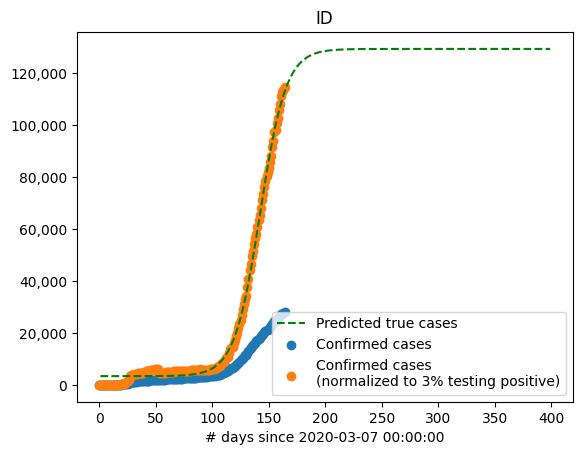 ID
120,000
100,000
80,000
60,000
40,000
20,000
0
Predicted true cases
Confirmed cases
Confirmed cases
(normalized to 3% testing positive)
0 50 100 150 200 250 300 350 400
# days since 2020-03-07 00:00:00